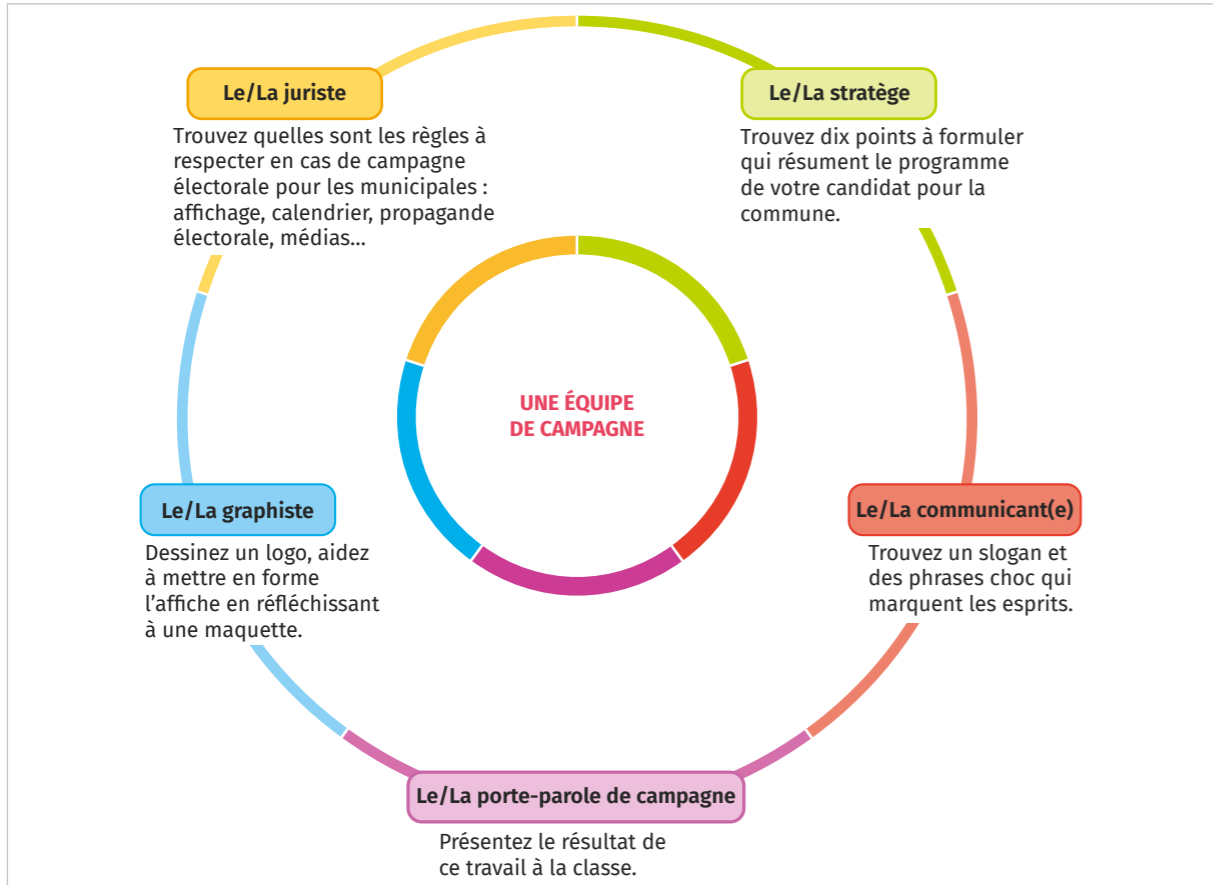 Le/La juriste
Trouvez quelles sont les règles à
respecter en cas de campagne
électorale pour les municipales :
affichage, calendrier, propagande
électorale, médias...
Le/La stratège
Trouvez dix points à formuler
qui résument le programme
de votre candidat pour la
commune.
UNE ÉQUIPE
DE CAMPAGNE
Le/La graphiste
Dessinez un logo, aidez
à mettre en forme
l’affiche en réfléchissant
à une maquette.
Le/La communicant(e)
Trouvez un slogan et
des phrases choc qui
marquent les esprits.
Le/La porte-parole de campagne
Présentez le résultat de
ce travail à la classe.